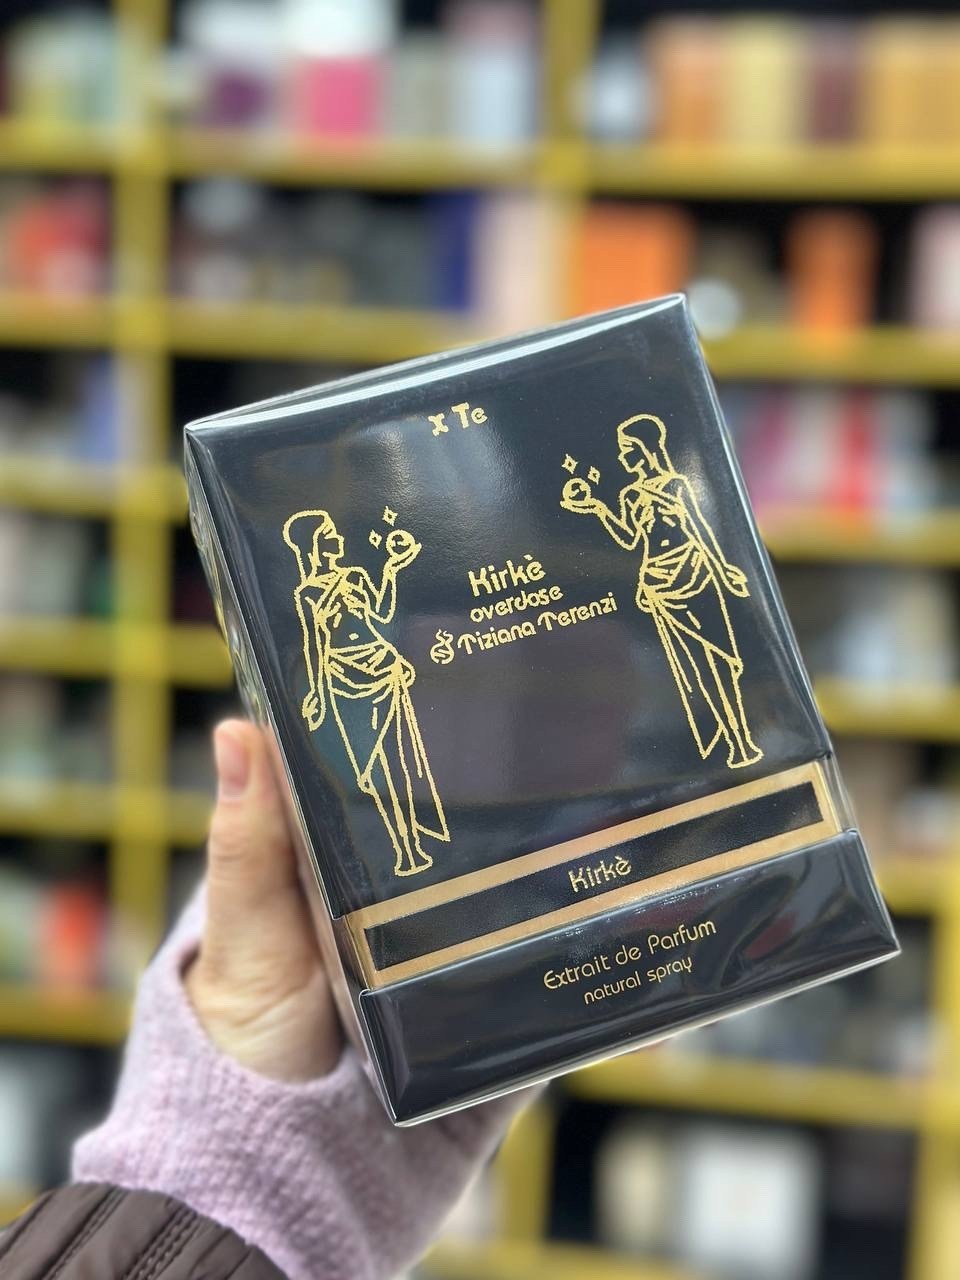 x Te
Kirkè
overdose
Tiziana Terenzi
Kirkè
Extrait de Parfum
natural spray